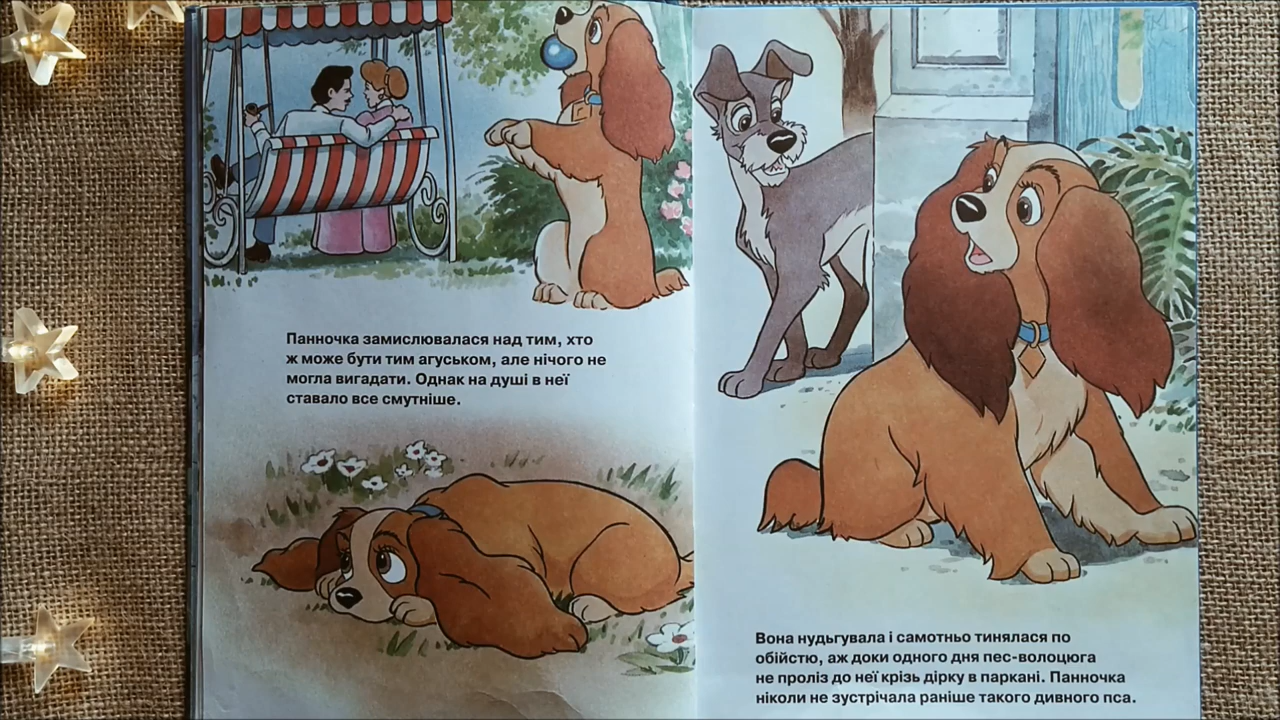 Панночка замислювалася над тим, хто
ж може бути тим агуськом, але нічого не
могла вигадати. Однак на душі в неї
ставало все смутніше.
Вона нудьгувала і самотньо тинялася по
обійстю, аж доки одного дня пес-волоцюга
не проліз до неї крізь дірку в паркані. Панночка
ніколи не зустрічала раніше такого дивного пса.